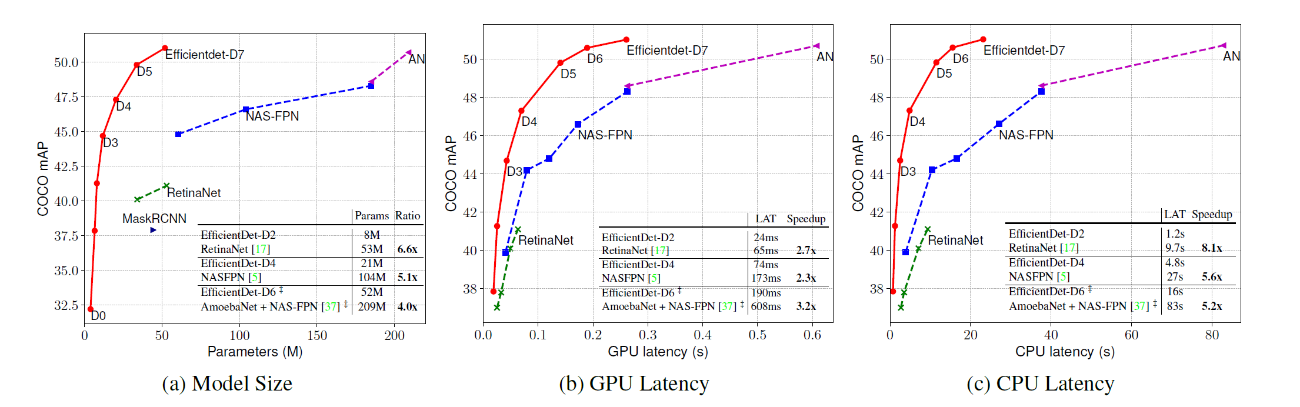 COCO mAP
50.0
47.5
45.0
42.5
40.0
37.5
35.0
32.5
Efficientdet-D7
AN
D5
D4
NAS-FPN
D3
RetinaNet
MaskRCNN
D0
Params Ratio
EfficientDet-D2 8M
RetinaNet [17] 53M 6.6x
EfficientDet-D4 21M
NASFPN [5] 104M 5.1x
EfficientDet-D6 ‡ 52M
AmoebaNet + NAS-FPN [37] ‡ 209M 4.0x
0 50 100 150 200
Parameters (M)
(a) Model Size
COCO mAP
50
48
46
44
42
40
38
Efficientdet-D7
D6
AN
D5
D4
NAS-FPN
D3
RetinaNet
LAT Speedup
EfficientDet-D2 24ms
RetinaNet [17] 65ms 2.7x
EfficientDet-D4 74ms
NASFPN [5] 173ms 2.3x
EfficientDet-D6 ‡ 190ms
AmoebaNet + NAS-FPN [37] ‡ 608ms 3.2x
0.0 0.1 0.2 0.3 0.4 0.5 0.6
GPU latency (s)
(b) GPU Latency
COCO mAP
50
48
46
44
42
40
38
Efficientdet-D7
D6
AN
D5
D4
NAS-FPN
D3
RetinaNet
LAT Speedup
EfficientDet-D2 1.2s
RetinaNet [17] 9.7s 8.1x
EfficientDet-D4 4.8s
NASFPN [5] 27s 5.6x
EfficientDet-D6 ‡ 16s
AmoebaNet + NAS-FPN [37] ‡ 83s 5.2x
0 20 40 60 80
CPU latency (s)
(c) CPU Latency